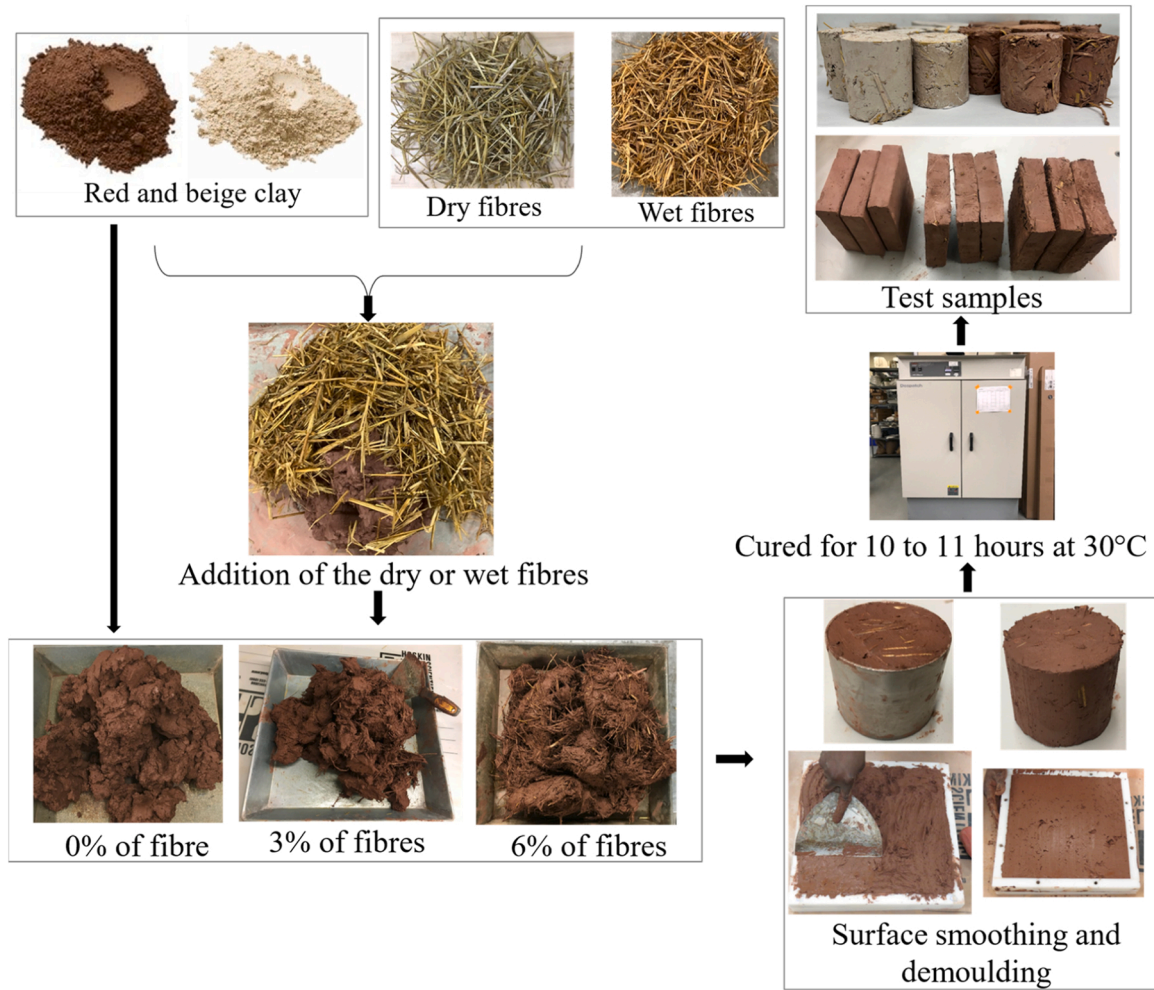 Red and beige clay
Dry fibres
Wet fibres
Test samples
Addition of the dry or wet fibres
Cured for 10 to 11 hours at 30°C
0% of fibre
3% of fibres
6% of fibres
Surface smoothing and
demoulding